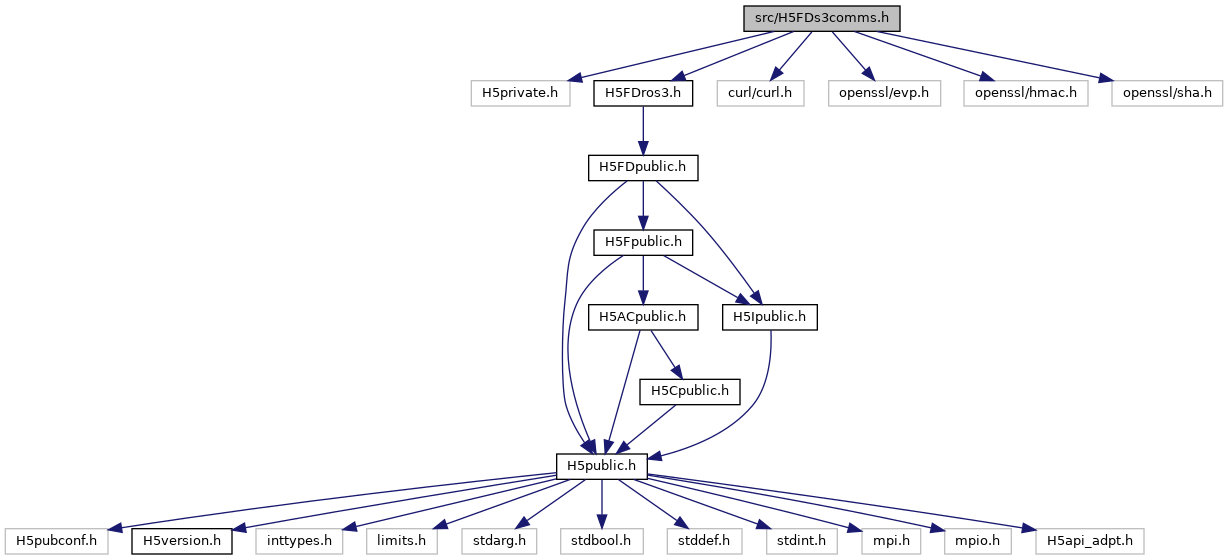 src/H5FDs3comms.h
H5private.h
H5FDros3.h
curl/curl.h
openssl/evp.h
openssl/hmac.h
openssl/sha.h
H5FDpublic.h
H5Fpublic.h
H5ACpublic.h
H5Ipublic.h
H5Cpublic.h
H5public.h
H5pubconf.h
H5version.h
inttypes.h
limits.h
stdarg.h
stdbool.h
stddef.h
stdint.h
mpi.h
mpio.h
H5api_adpt.h